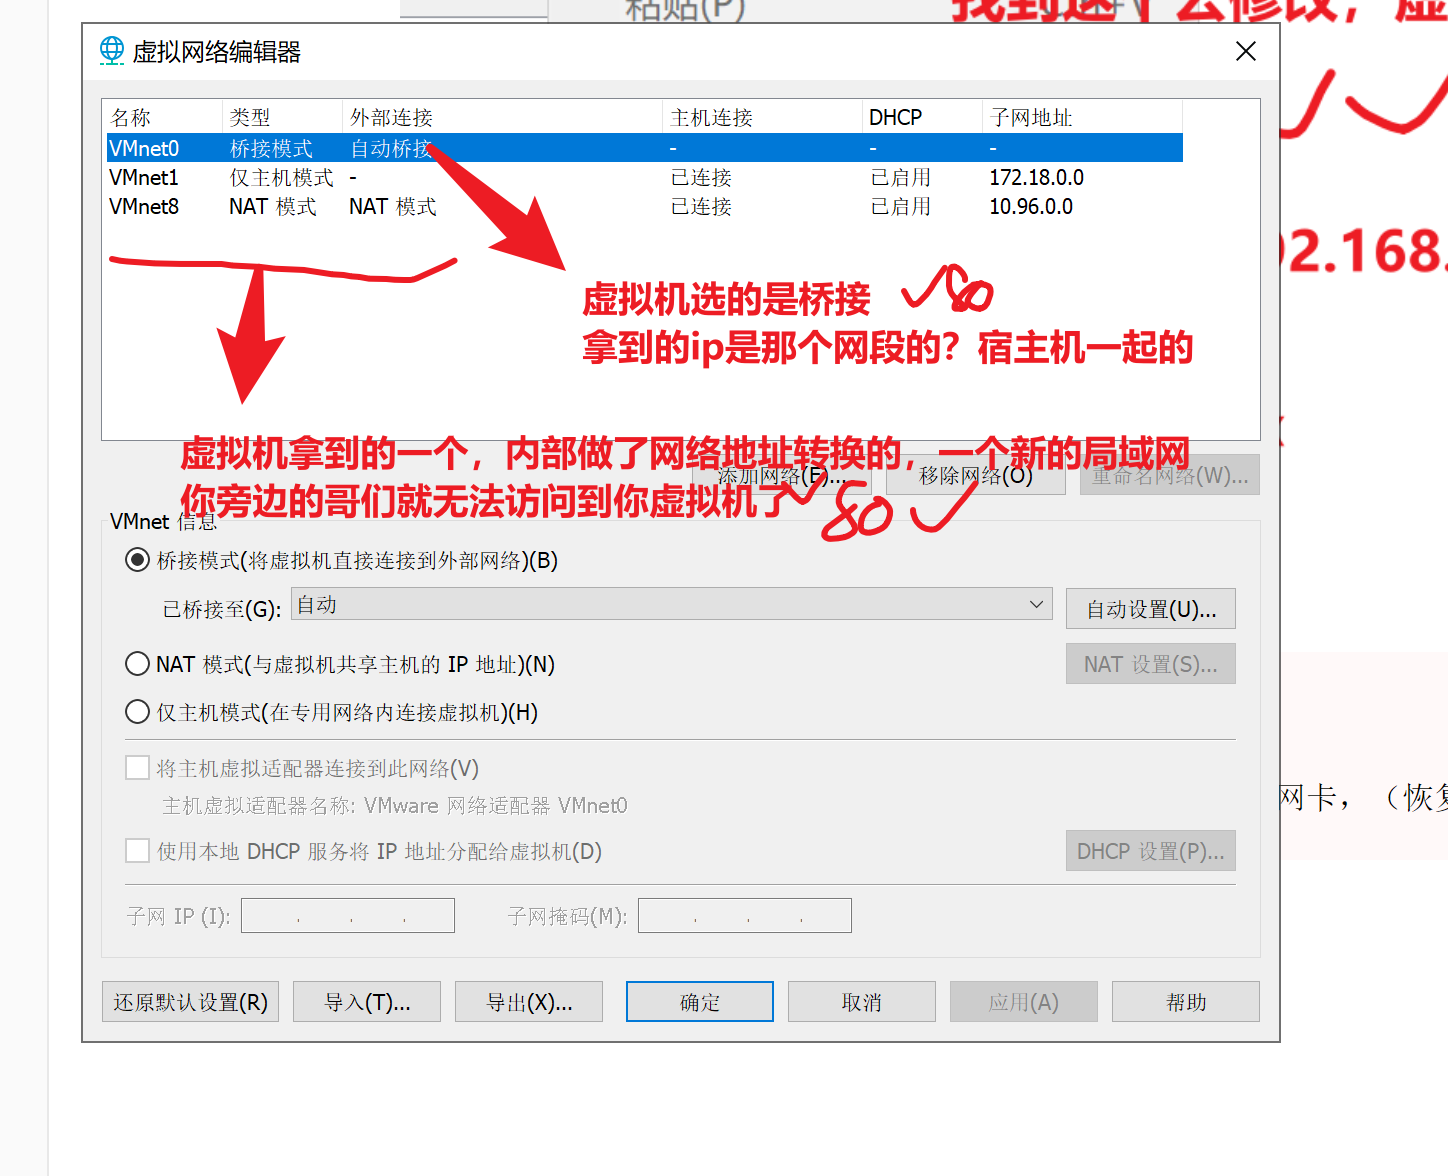 粘贴(P)
虚拟网络编辑器
名称 类型 外部连接 主机连接 DHCP 子网地址
VMnet0 桥接模式 自动桥接 - - -
VMnet1 仅主机模式 - 已连接 已启用 172.18.0.0
VMnet8 NAT 模式 NAT 模式 已连接 已启用 10.96.0.0
2.168.
虚拟机选的是桥接
拿到的ip是那个网段的？宿主机一起的
虚拟机拿到的一个，内部做了网络地址转换的，一个新的局域网
添加网络(E)... 移除网络(O) 重命名网络(W)...
你旁边的哥们就无法访问到你虚拟机了
VMnet 信息
桥接模式(将虚拟机直接连接到外部网络)(B)
已桥接至(G): 自动 自动设置(U)...
NAT 模式(与虚拟机共享主机的 IP 地址)(N) NAT 设置(S)...
仅主机模式(在专用网络内连接虚拟机)(H)
将主机虚拟适配器连接到此网络(V)
主机虚拟适配器名称: VMware 网络适配器 VMnet0
网卡，（恢复
使用本地 DHCP 服务将 IP 地址分配给虚拟机(D) DHCP 设置(P)...
子网 IP (I): . . . 子网掩码(M): . . .
还原默认设置(R) 导入(T)... 导出(X)... 确定 取消 应用(A) 帮助